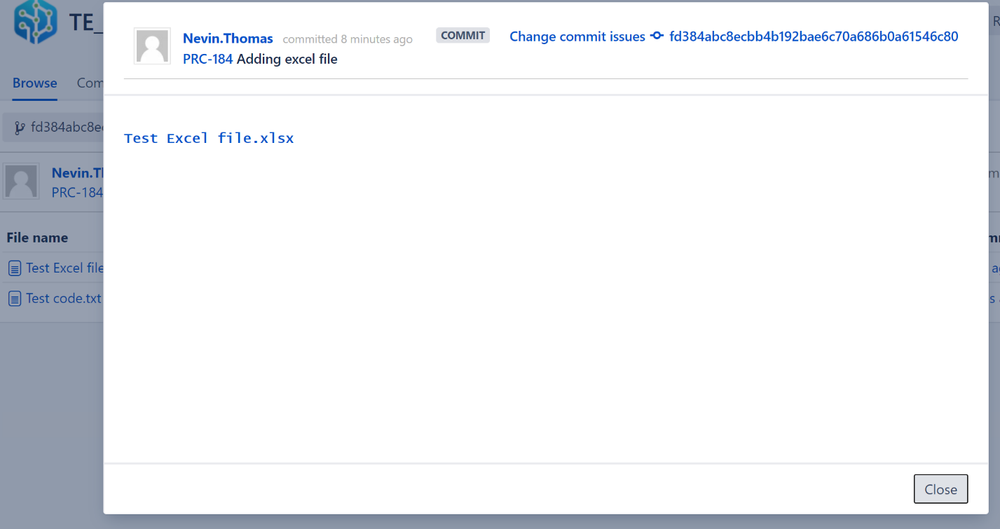 TE_
Nevin.Thomas committed 8 minutes ago COMMIT Change commit issues fd384abc8ecbb4b192bae6c70a686b0a61546c80
PRC-184 Adding excel file
Browse Com
fd384abc8e
Test Excel file.xlsx
Nevin.Th
PRC-184
File name
Test Excel file
Test code.txt
Close